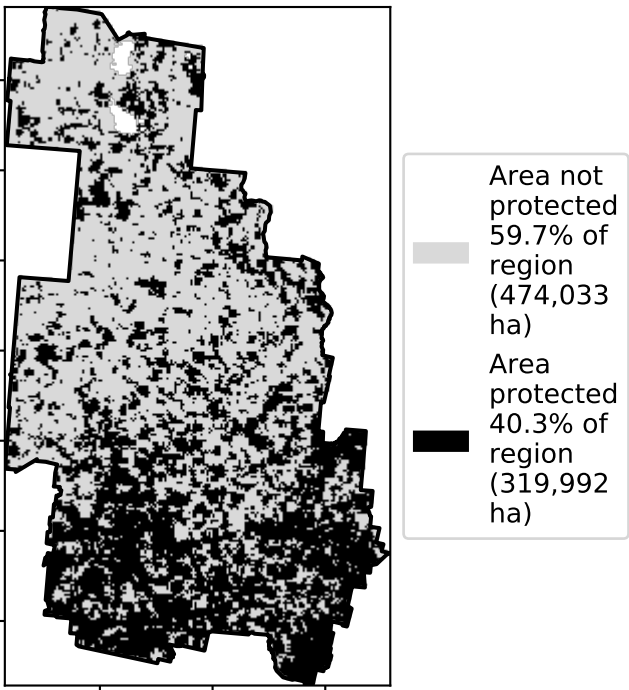 Area not
protected
59.7% of
region
(474,033
ha)
Area
protected
40.3% of
region
(319,992
ha)